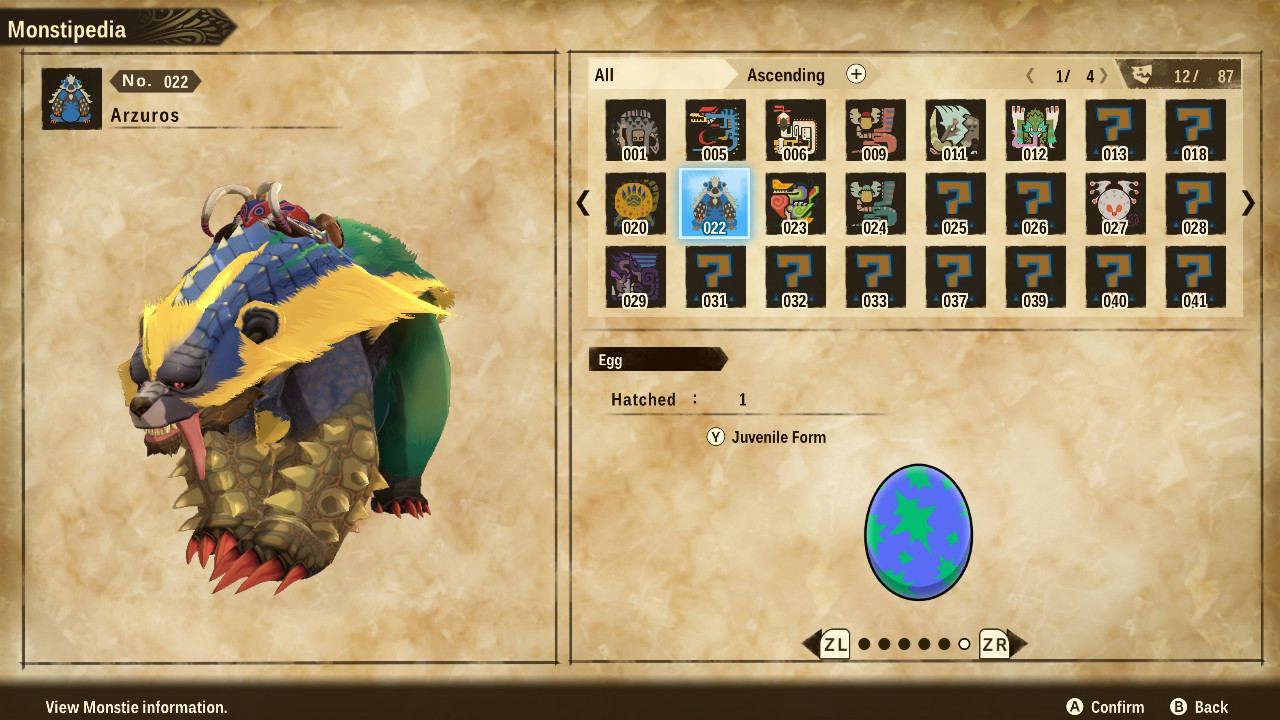 Monstipedia
No. 022
Arzuros
All Ascending + 1/ 4 12/ 87
001 005 006 009 011 012 013 018
020 022 023 024 025 026 027 028
029 031 032 033 037 039 040 041
Egg
Hatched : 1
Y Juvenile Form
ZL ZR
View Monstie information.
A Confirm B Back